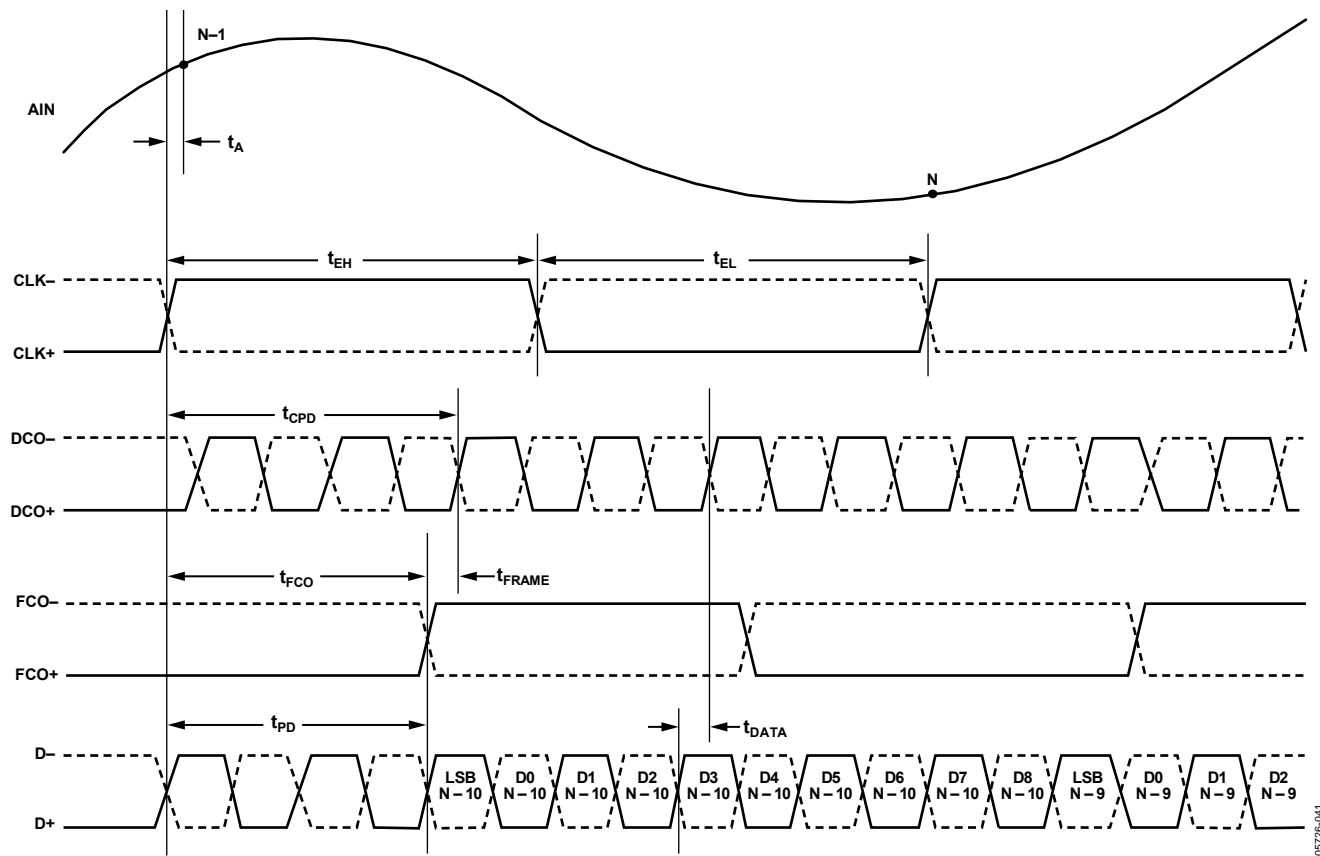 N–1
AIN
tA
N
tEH
tEL
CLK–
CLK+
tCPD
DCO–
DCO+
tFCO
tFRAME
FCO–
FCO+
tPD
tDATA
D–
D+
LSB D0 D1 D2 D3 D4 D5 D6 D7 D8 LSB D0 D1 D2
N – 10 N – 10 N – 10 N – 10 N – 10 N – 10 N – 10 N – 10 N – 10 N – 10 N – 9 N – 9 N – 9 N – 9
05726-041